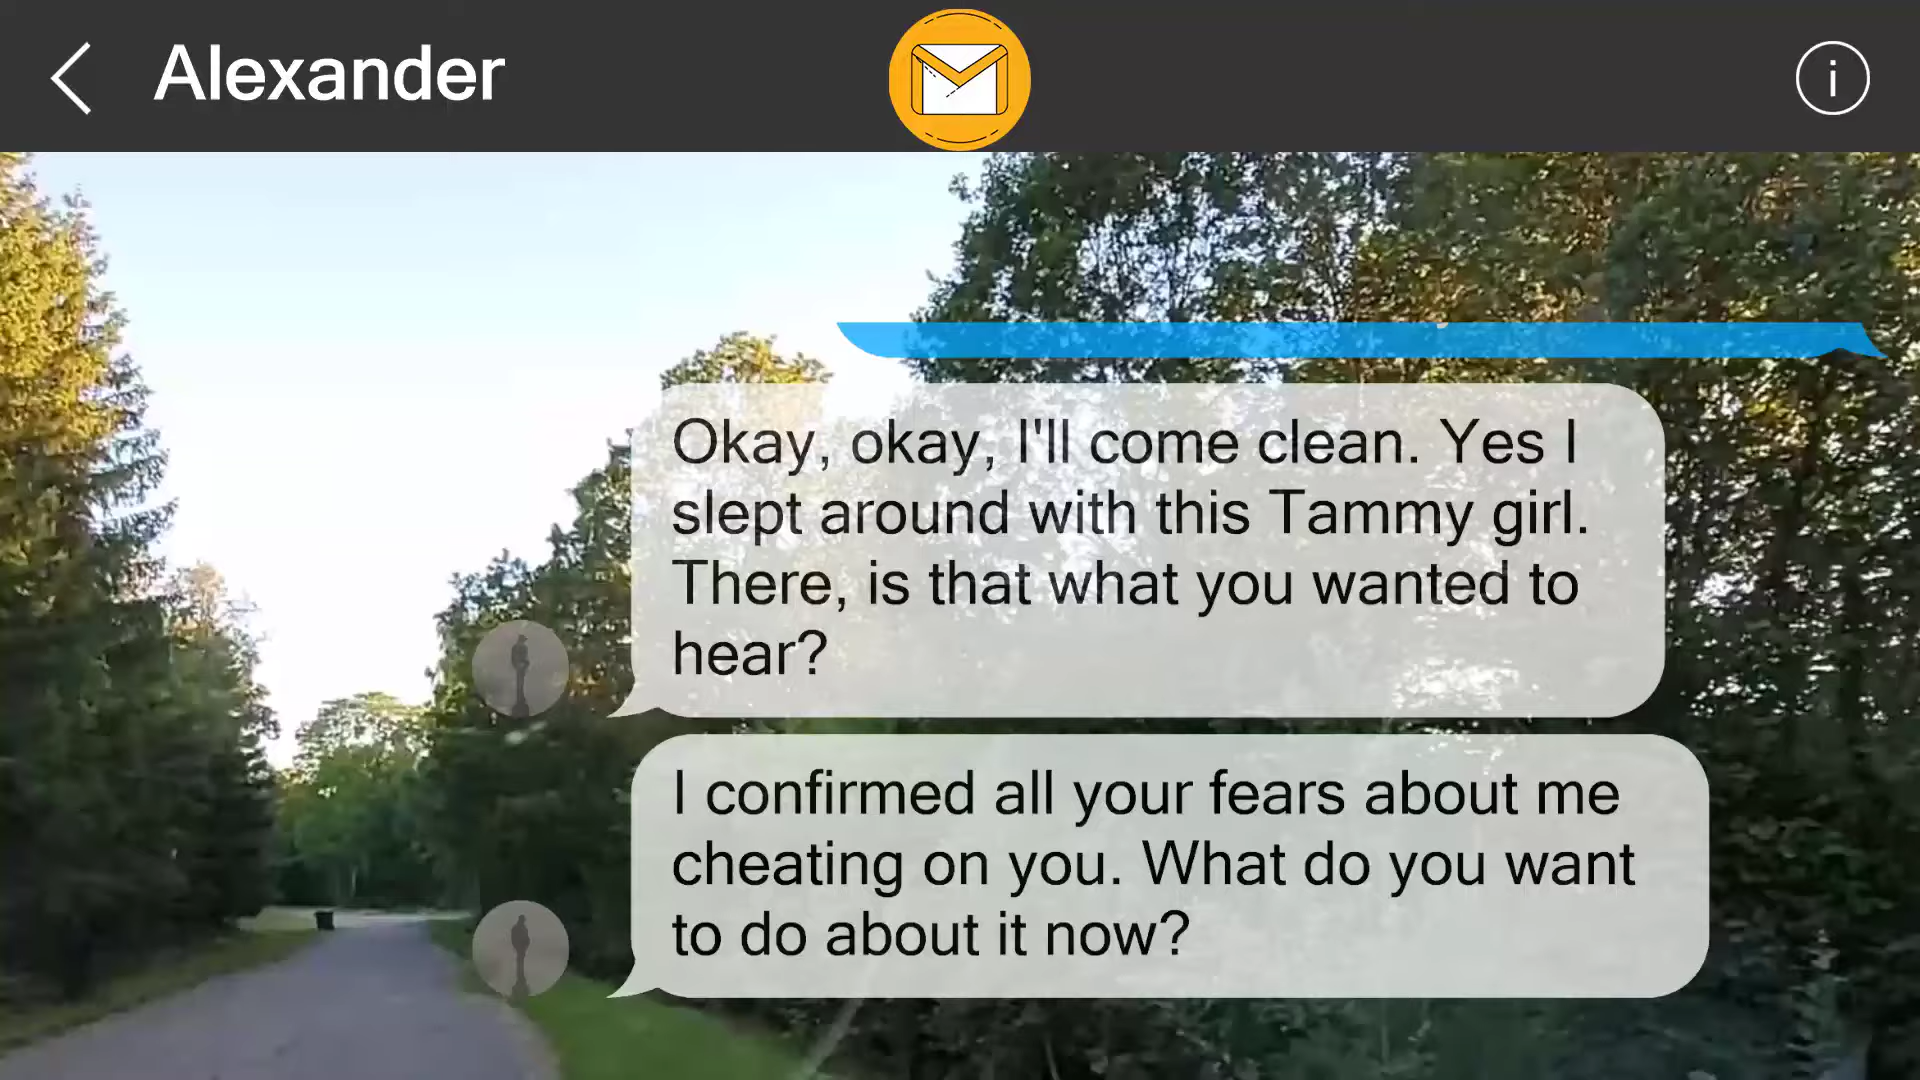 Alexander
Okay, okay, I'll come clean. Yes I
slept around with this Tammy girl.
There, is that what you wanted to
hear?
I confirmed all your fears about me
cheating on you. What do you want
to do about it now?